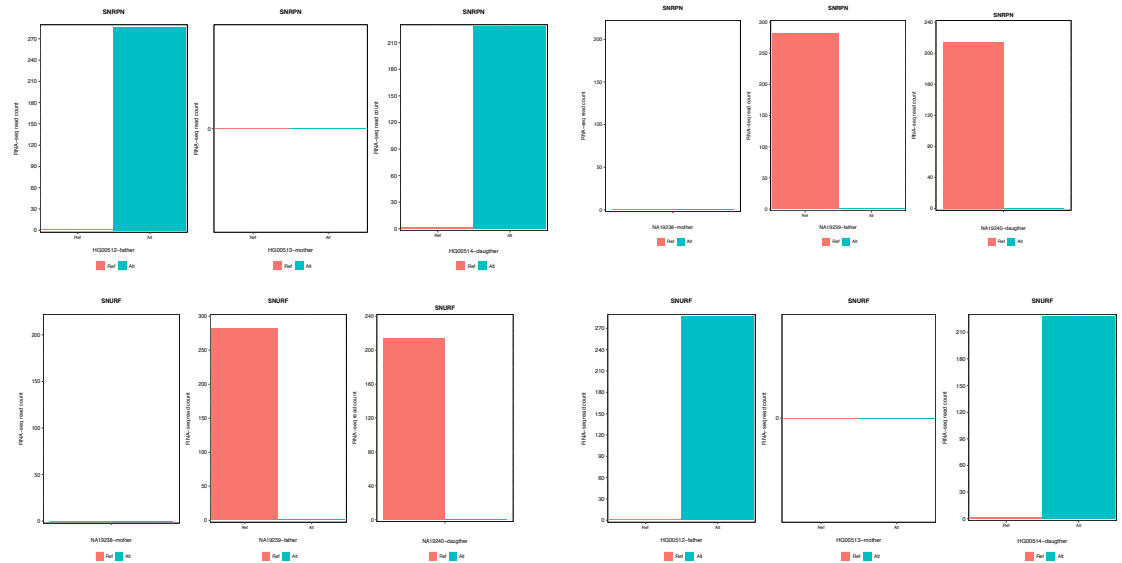 SNRPN
RNA-seq read count
270
240
210
180
150
120
90
60
30
0
Ref Alt
HG00512-father
Ref Alt
SNRPN
RNA-seq read count
0
Ref Alt
HG00513-mother
Ref Alt
SNRPN
RNA-seq read count
210
180
150
120
90
60
30
0
Ref Alt
HG00514-daugther
Ref Alt
SNRPN
RNA-seq read count
200
150
100
50
0
NA19238-mother
Ref Alt
SNRPN
RNA-seq read count
300
250
200
150
100
50
0
Ref Alt
NA19239-father
Ref Alt
SNRPN
RNA-seq read count
240
200
160
120
80
40
0
NA19240-daugther
Ref Alt
SNURF
RNA-seq read count
200
150
100
50
0
NA19238-mother
Ref Alt
SNURF
RNA-seq read count
300
250
200
150
100
50
0
Ref Alt
NA19239-father
Ref Alt
SNURF
RNA-seq read count
240
200
160
120
80
40
0
NA19240-daugther
Ref Alt
SNURF
RNA-seq read count
270
240
210
180
150
120
90
60
30
0
Ref Alt
HG00512-father
Ref Alt
SNURF
RNA-seq read count
0
Ref Alt
HG00513-mother
Ref Alt
SNURF
RNA-seq read count
210
180
150
120
90
60
30
0
Ref Alt
HG00514-daugther
Ref Alt